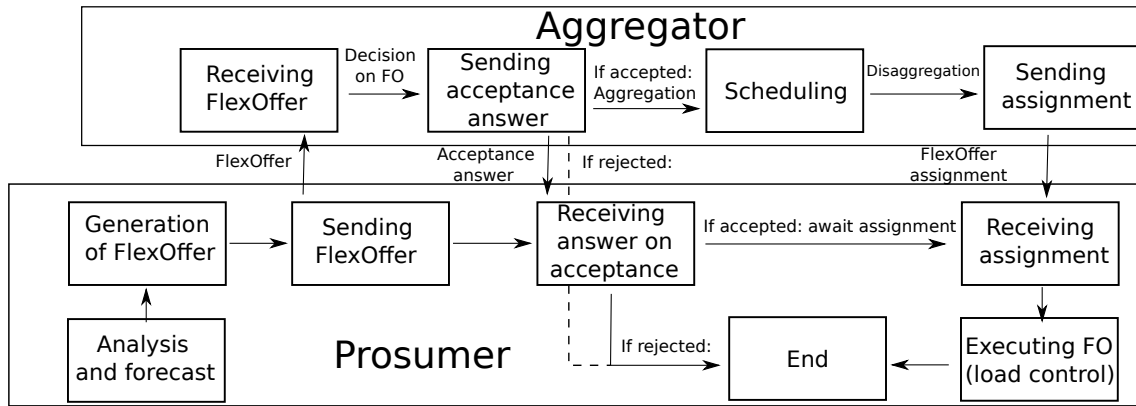 Aggregator
Receiving
FlexOffer
Decision
on FO
Sending
acceptance
answer
If accepted:
Aggregation
Scheduling
Disaggregation
Sending
assignment
FlexOffer
Acceptance
answer
If rejected:
FlexOffer
assignment
Generation
of FlexOffer
Sending
FlexOffer
Receiving
answer on
acceptance
If accepted: await assignment
Receiving
assignment
Analysis
and forecast
Prosumer
If rejected:
End
Executing FO
(load control)